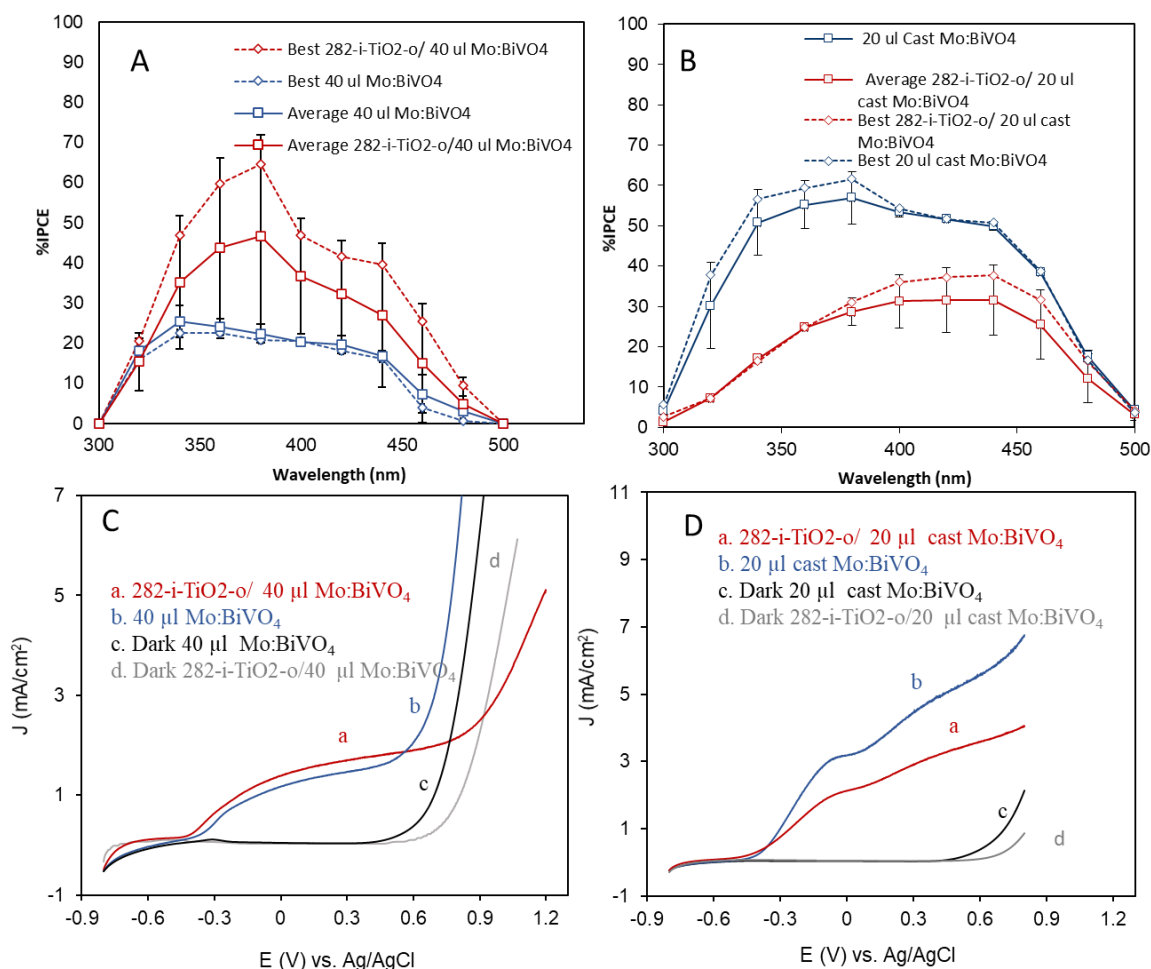 A
100
90
80
70
60
50
40
30
20
10
0
%IPCE
300
350
400
450
500
Wavelength (nm)
Best 282-i-TiO2-o/ 40 ul Mo:BiVO4
Best 40 ul Mo:BiVO4
Average 40 ul Mo:BiVO4
Average 282-i-TiO2-o/40 ul Mo:BiVO4
B
100
90
80
70
60
50
40
30
20
10
0
%IPCE
300
350
400
450
500
Wavelength (nm)
20 ul Cast Mo:BiVO4
Average 282-i-TiO2-o/ 20 ul
cast Mo:BiVO4
Best 282-i-TiO2-o/ 20 ul cast
Mo:BiVO4
Best 20 ul cast Mo:BiVO4
C
7
5
3
1
-1
J (mA/cm²)
a. 282-i-TiO2-o/ 40 µl Mo:BiVO₄
b. 40 µl Mo:BiVO₄
c. Dark 40 µl Mo:BiVO₄
d. Dark 282-i-TiO2-o/40 µl Mo:BiVO₄
a
b
c
d
-0.9
-0.6
-0.3
0
0.3
0.6
0.9
1.2
E (V) vs. Ag/AgCl
D
11
9
7
5
3
1
-1
J (mA/cm²)
a. 282-i-TiO2-o/ 20 µl cast Mo:BiVO₄
b. 20 µl cast Mo:BiVO₄
c. Dark 20 µl cast Mo:BiVO₄
d. Dark 282-i-TiO2-o/20 µl cast Mo:BiVO₄
b
a
c
d
-0.9
-0.6
-0.3
0
0.3
0.6
0.9
1.2
E (V) vs. Ag/AgCl